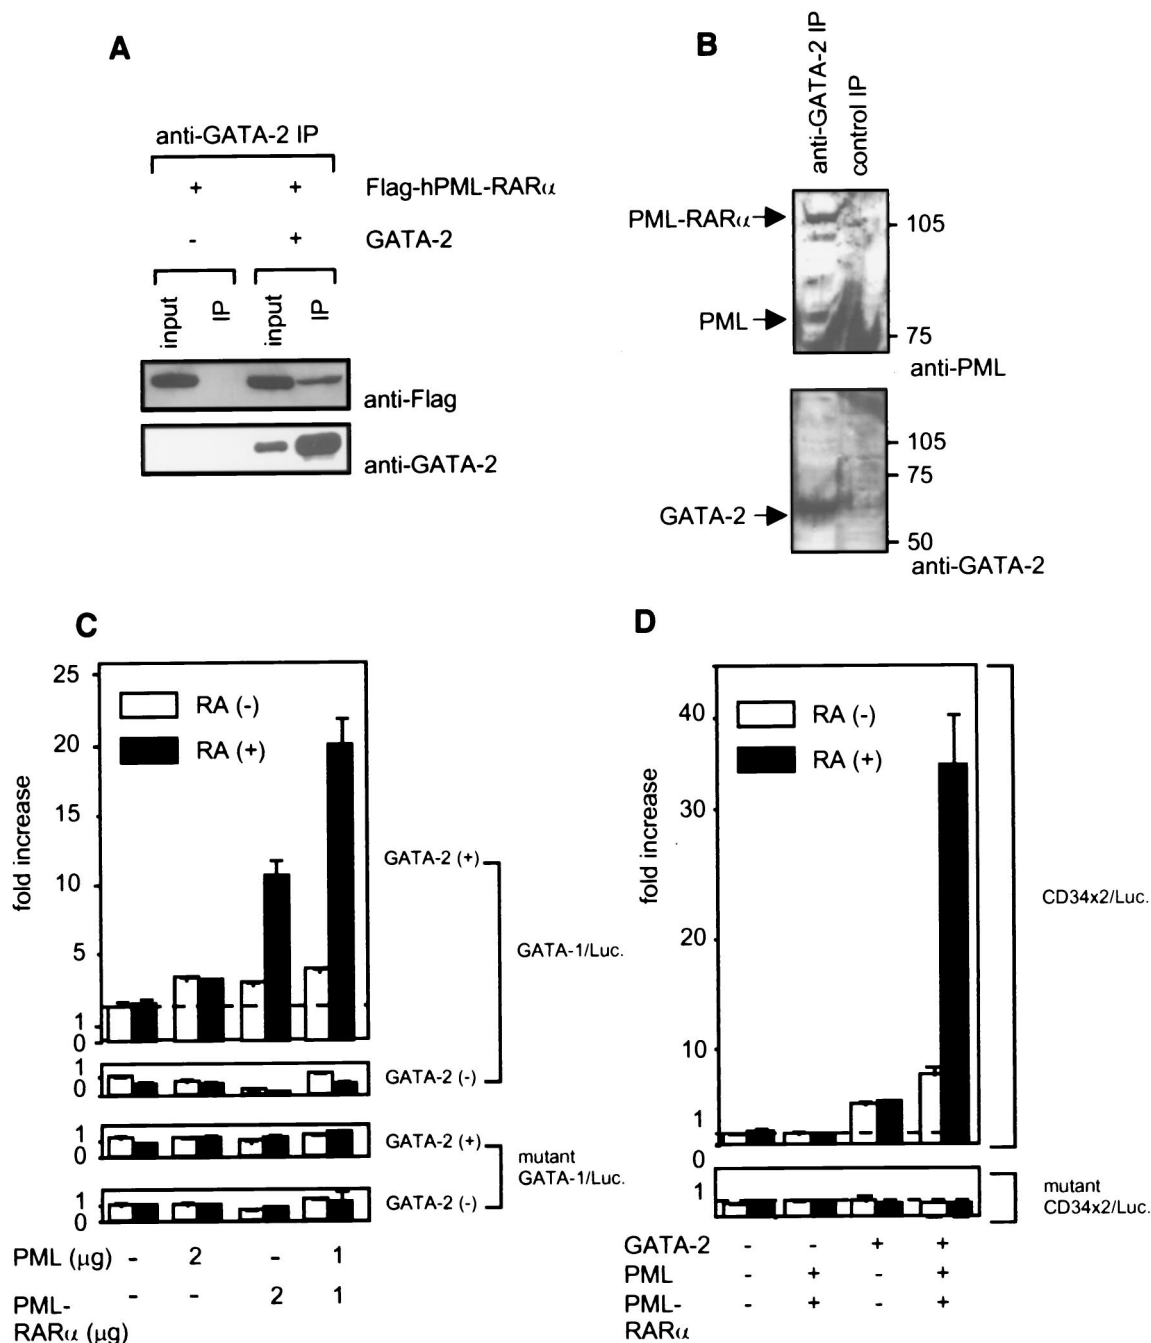 A
anti-GATA-2 IP
+ + Flag-hPML-RARα
- + GATA-2
input IP input IP
anti-Flag
anti-GATA-2
B
anti-GATA-2 IP
control IP
PML-RARα
105
PML
75
anti-PML
105
75
GATA-2
50
anti-GATA-2
C
25
20
15
10
5
1
0
fold increase
RA (-)
RA (+)
GATA-2 (+)
GATA-1/Luc.
1
0
GATA-2 (-)
1
0
GATA-2 (+)
mutant
GATA-1/Luc.
1
0
GATA-2 (-)
PML (μg) - 2 - 1
PML- - - 2 1
RARα (μg)
D
40
30
20
10
1
0
fold increase
RA (-)
RA (+)
CD34x2/Luc.
1
mutant
CD34x2/Luc.
GATA-2 - - + +
PML - + - +
PML- - + - +
RARα